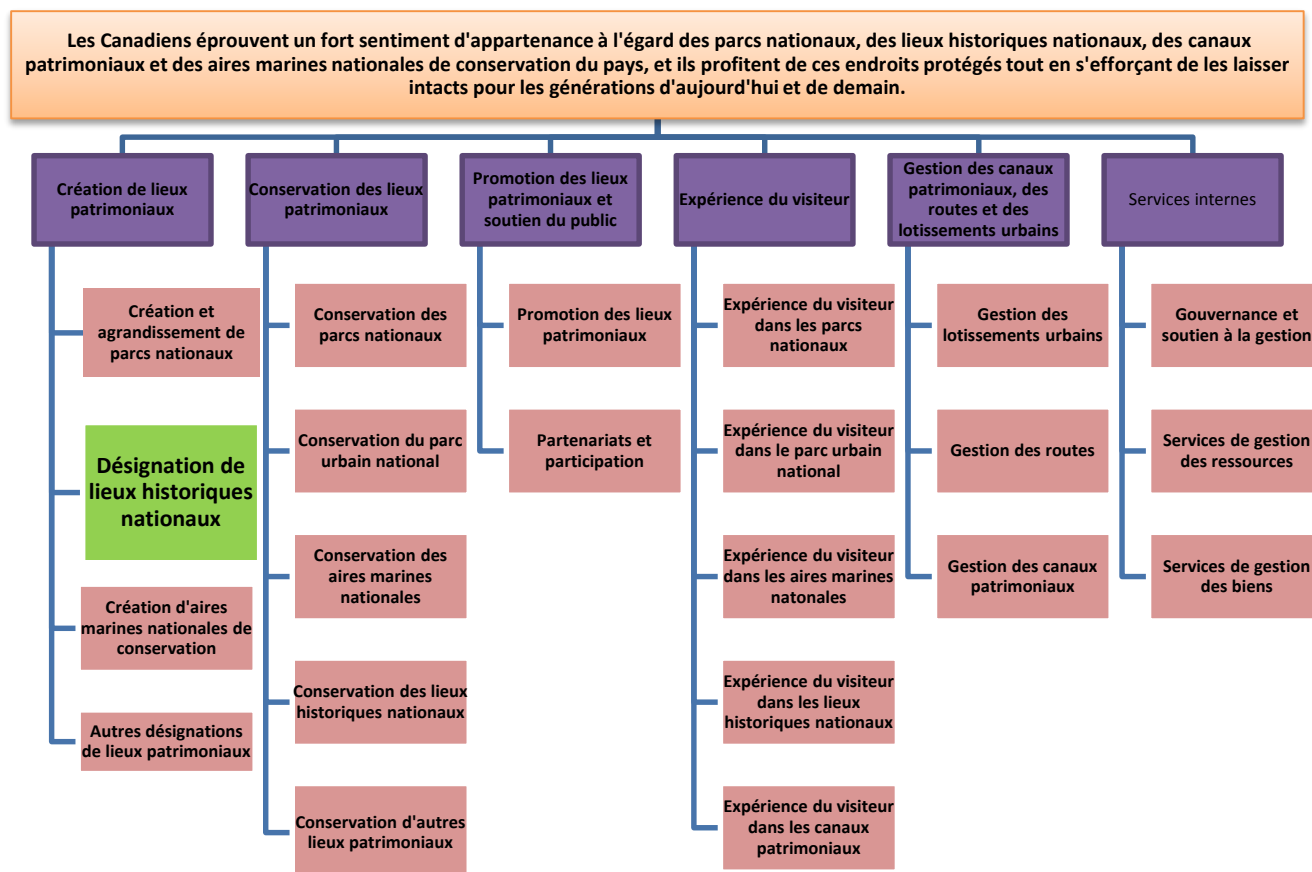 Les Canadiens éprouvent un fort sentiment d'appartenance à l'égard des parcs nationaux, des lieux historiques nationaux, des canaux
patrimoniaux et des aires marines nationales de conservation du pays, et ils profitent de ces endroits protégés tout en s'efforçant de les laisser
intacts pour les générations d'aujourd'hui et de demain.
Création de lieux
patrimoniaux
Création et
agrandissement de
parcs nationaux
Désignation de
lieux historiques
nationaux
Création d'aires
marines nationales de
conservation
Autres désignations
de lieux patrimoniaux
Conservation des lieux
patrimoniaux
Conservation des
parcs nationaux
Conservation du parc
urbain national
Conservation des
aires marines
nationales
Conservation des lieux
historiques nationaux
Conservation d'autres
lieux patrimoniaux
Promotion des lieux
patrimoniaux et
soutien du public
Promotion des lieux
patrimoniaux
Partenariats et
participation
Expérience du visiteur
Expérience du visiteur
dans les parcs
nationaux
Expérience du visiteur
dans le parc urbain
national
Expérience du visiteur
dans les aires marines
natonales
Expérience du visiteur
dans les lieux
historiques nationaux
Expérience du visiteur
dans les canaux
patrimoniaux
Gestion des canaux
patrimoniaux, des
routes et des
lotissements urbains
Gestion des
lotissements urbains
Gestion des routes
Gestion des canaux
patrimoniaux
Services internes
Gouvernance et
soutien à la gestion
Services de gestion
des ressources
Services de gestion
des biens